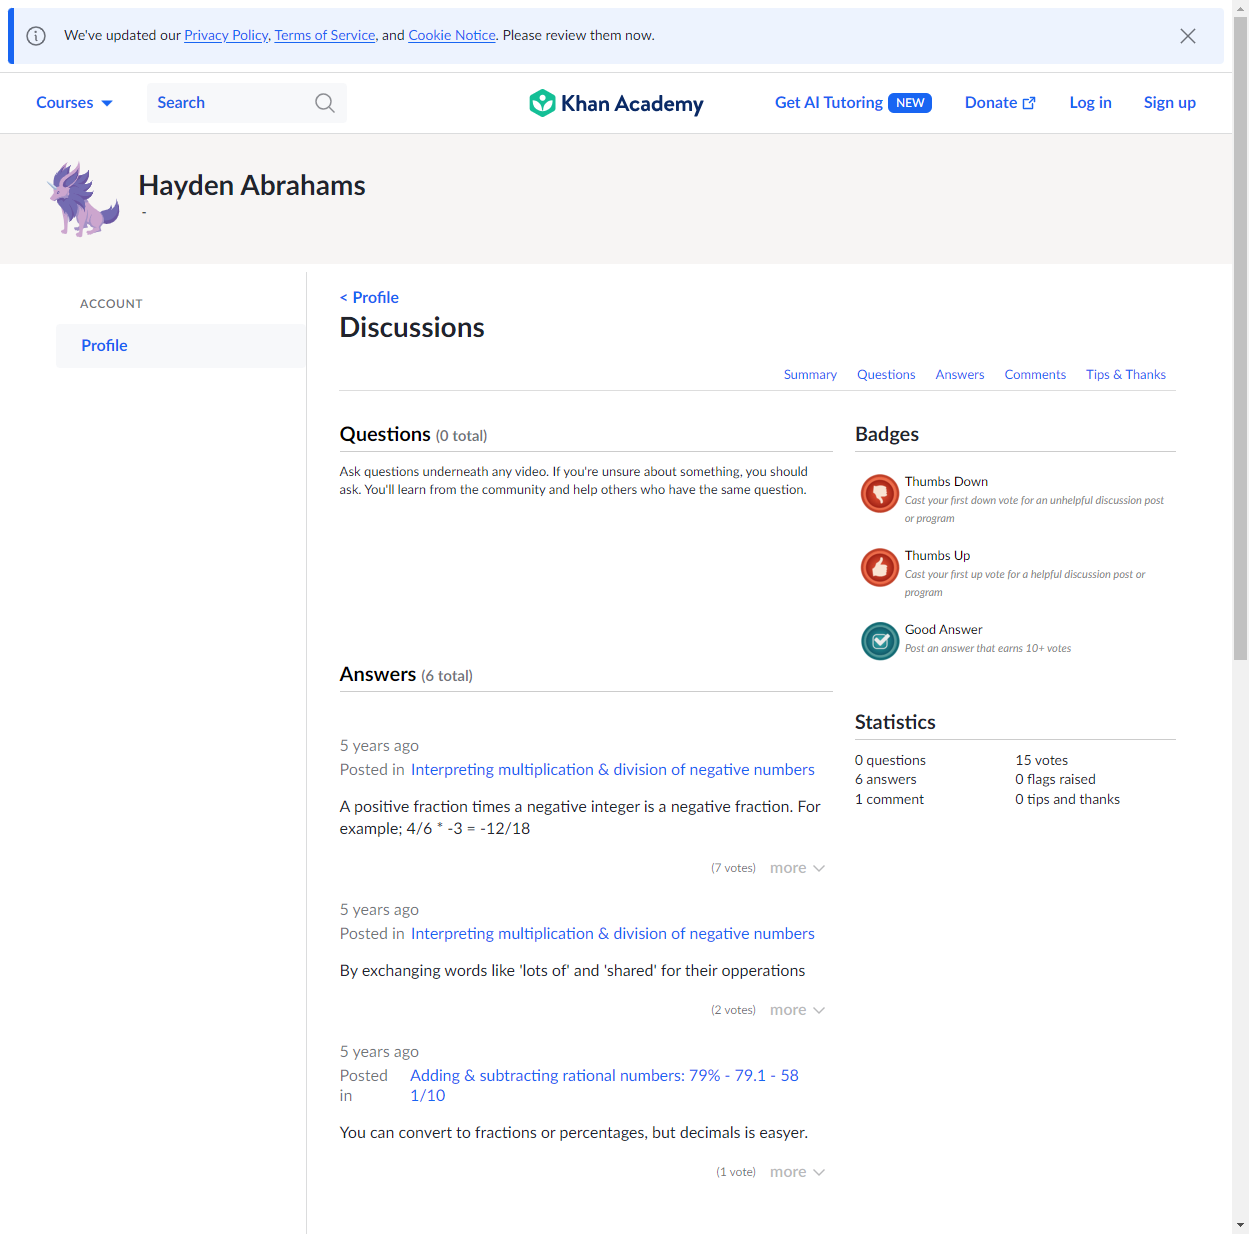 We've updated our Privacy Policy, Terms of Service, and Cookie Notice. Please review them now.
Courses
Search
Khan Academy
Get AI Tutoring NEW
Donate
Log in
Sign up
Hayden Abrahams
-
ACCOUNT
Profile
< Profile
Discussions
Summary
Questions
Answers
Comments
Tips & Thanks
Questions (0 total)
Ask questions underneath any video. If you're unsure about something, you should
ask. You'll learn from the community and help others who have the same question.
Answers (6 total)
5 years ago
Posted in Interpreting multiplication & division of negative numbers
A positive fraction times a negative integer is a negative fraction. For
example; 4/6 * -3 = -12/18
(7 votes) more
5 years ago
Posted in Interpreting multiplication & division of negative numbers
By exchanging words like 'lots of' and 'shared' for their opperations
(2 votes) more
5 years ago
Posted in Adding & subtracting rational numbers: 79% - 79.1 - 58
1/10
You can convert to fractions or percentages, but decimals is easyer.
(1 vote) more
Badges
Thumbs Down
Cast your first down vote for an unhelpful discussion post
or program
Thumbs Up
Cast your first up vote for a helpful discussion post or
program
Good Answer
Post an answer that earns 10+ votes
Statistics
0 questions
6 answers
1 comment
15 votes
0 flags raised
0 tips and thanks